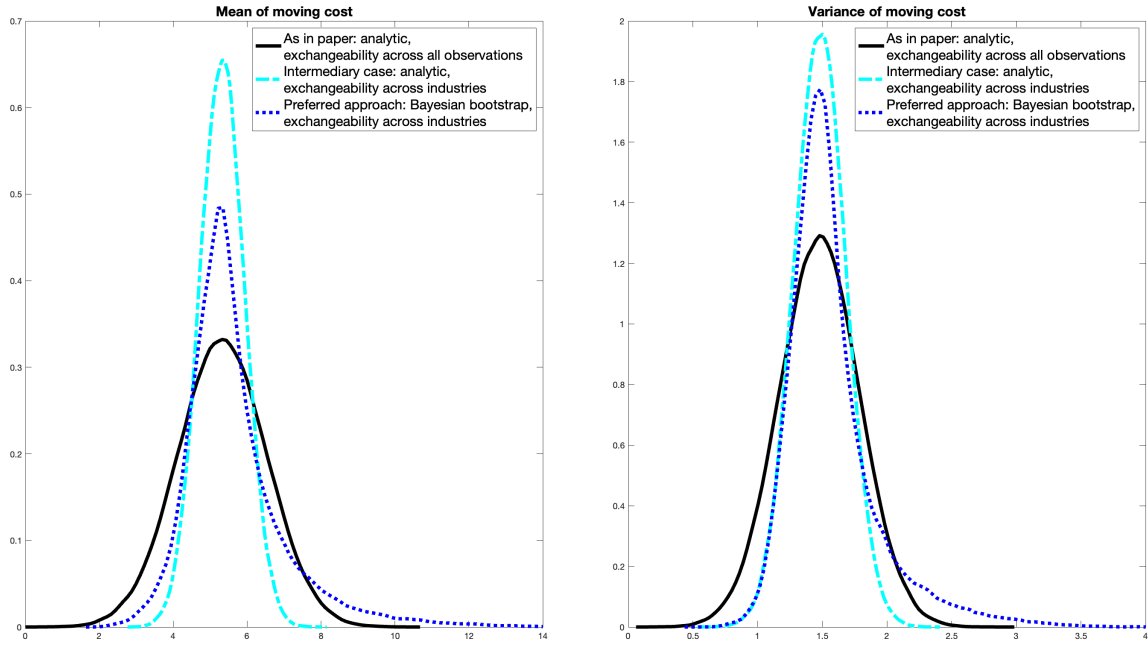 Mean of moving cost
0.7
0.6
0.5
0.4
0.3
0.2
0.1
0
As in paper: analytic,
exchangeability across all observations
Intermediary case: analytic,
exchangeability across industries
Preferred approach: Bayesian bootstrap,
exchangeability across industries
0 2 4 6 8 10 12 14
Variance of moving cost
2
1.8
1.6
1.4
1.2
1
0.8
0.6
0.4
0.2
0
As in paper: analytic,
exchangeability across all observations
Intermediary case: analytic,
exchangeability across industries
Preferred approach: Bayesian bootstrap,
exchangeability across industries
0 0.5 1 1.5 2 2.5 3 3.5 4